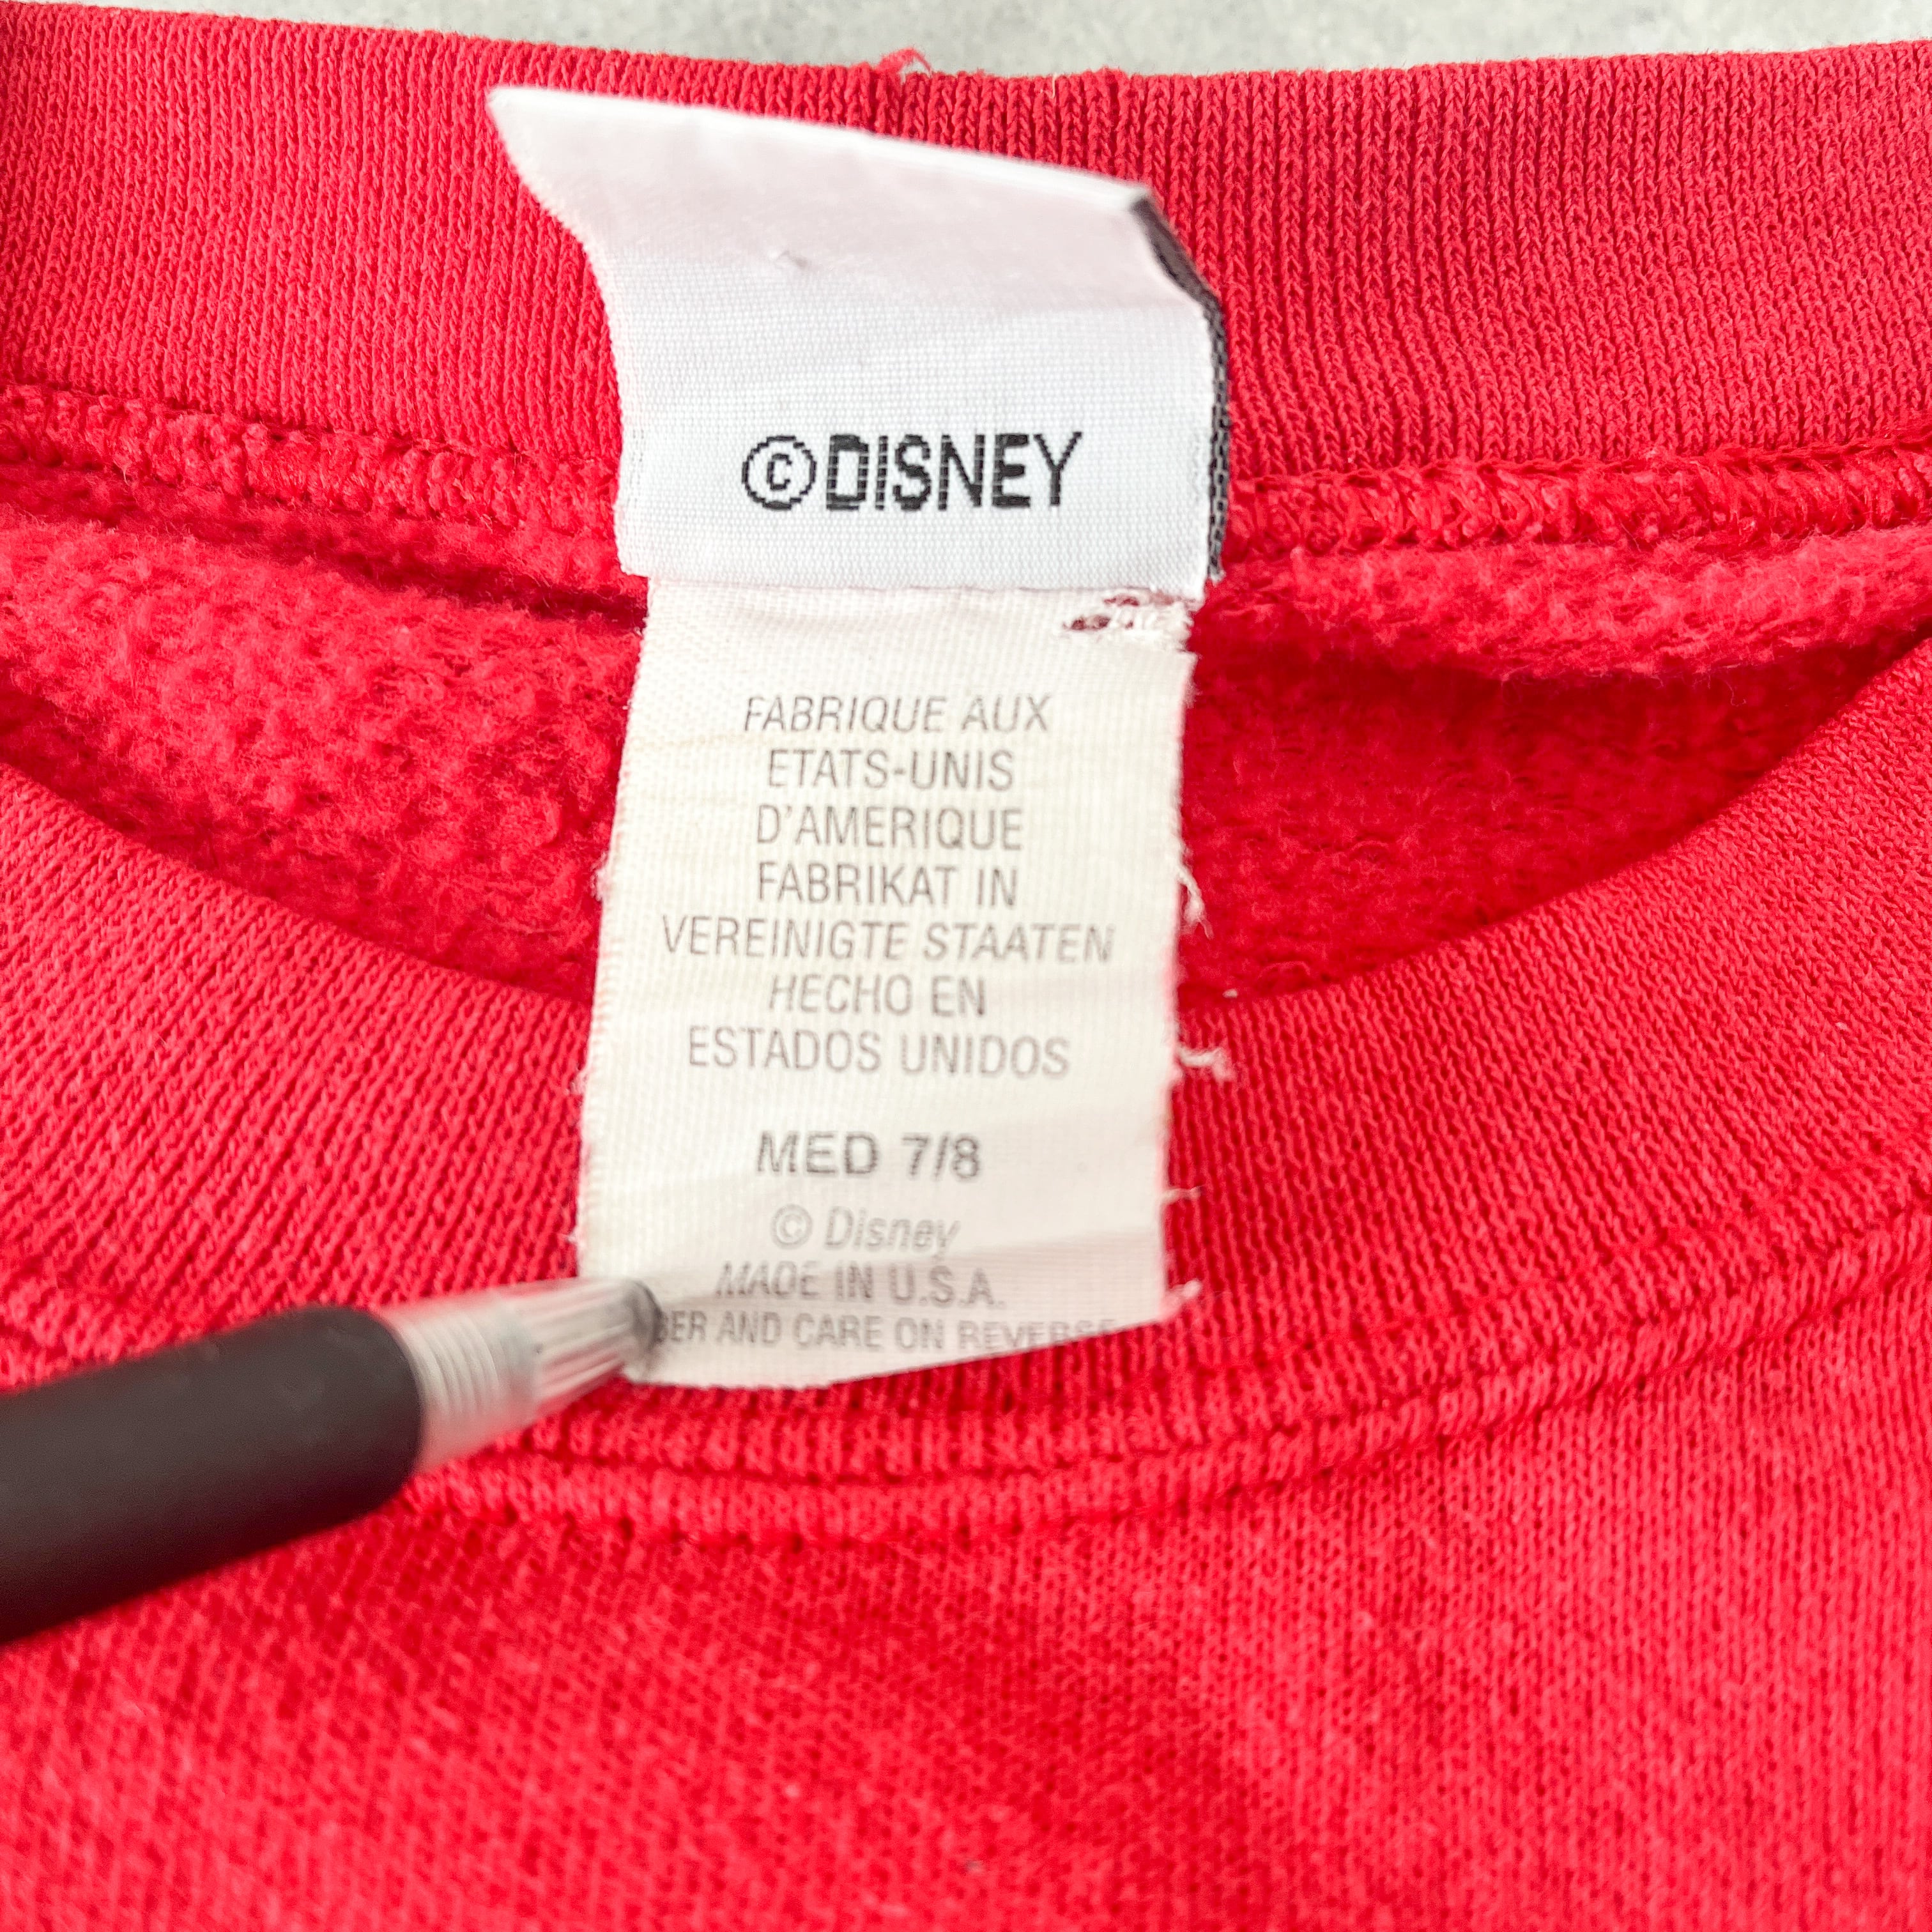 ©DISNEY
FABRIQUE AUX
ETATS-UNIS
D'AMERIQUE
FABRIKAT IN
VEREINIGTE STAATEN
HECHO EN
ESTADOS UNIDOS
MED 7/8
© Disney
MADE IN U.S.A.
BER AND CARE ON REVERSE